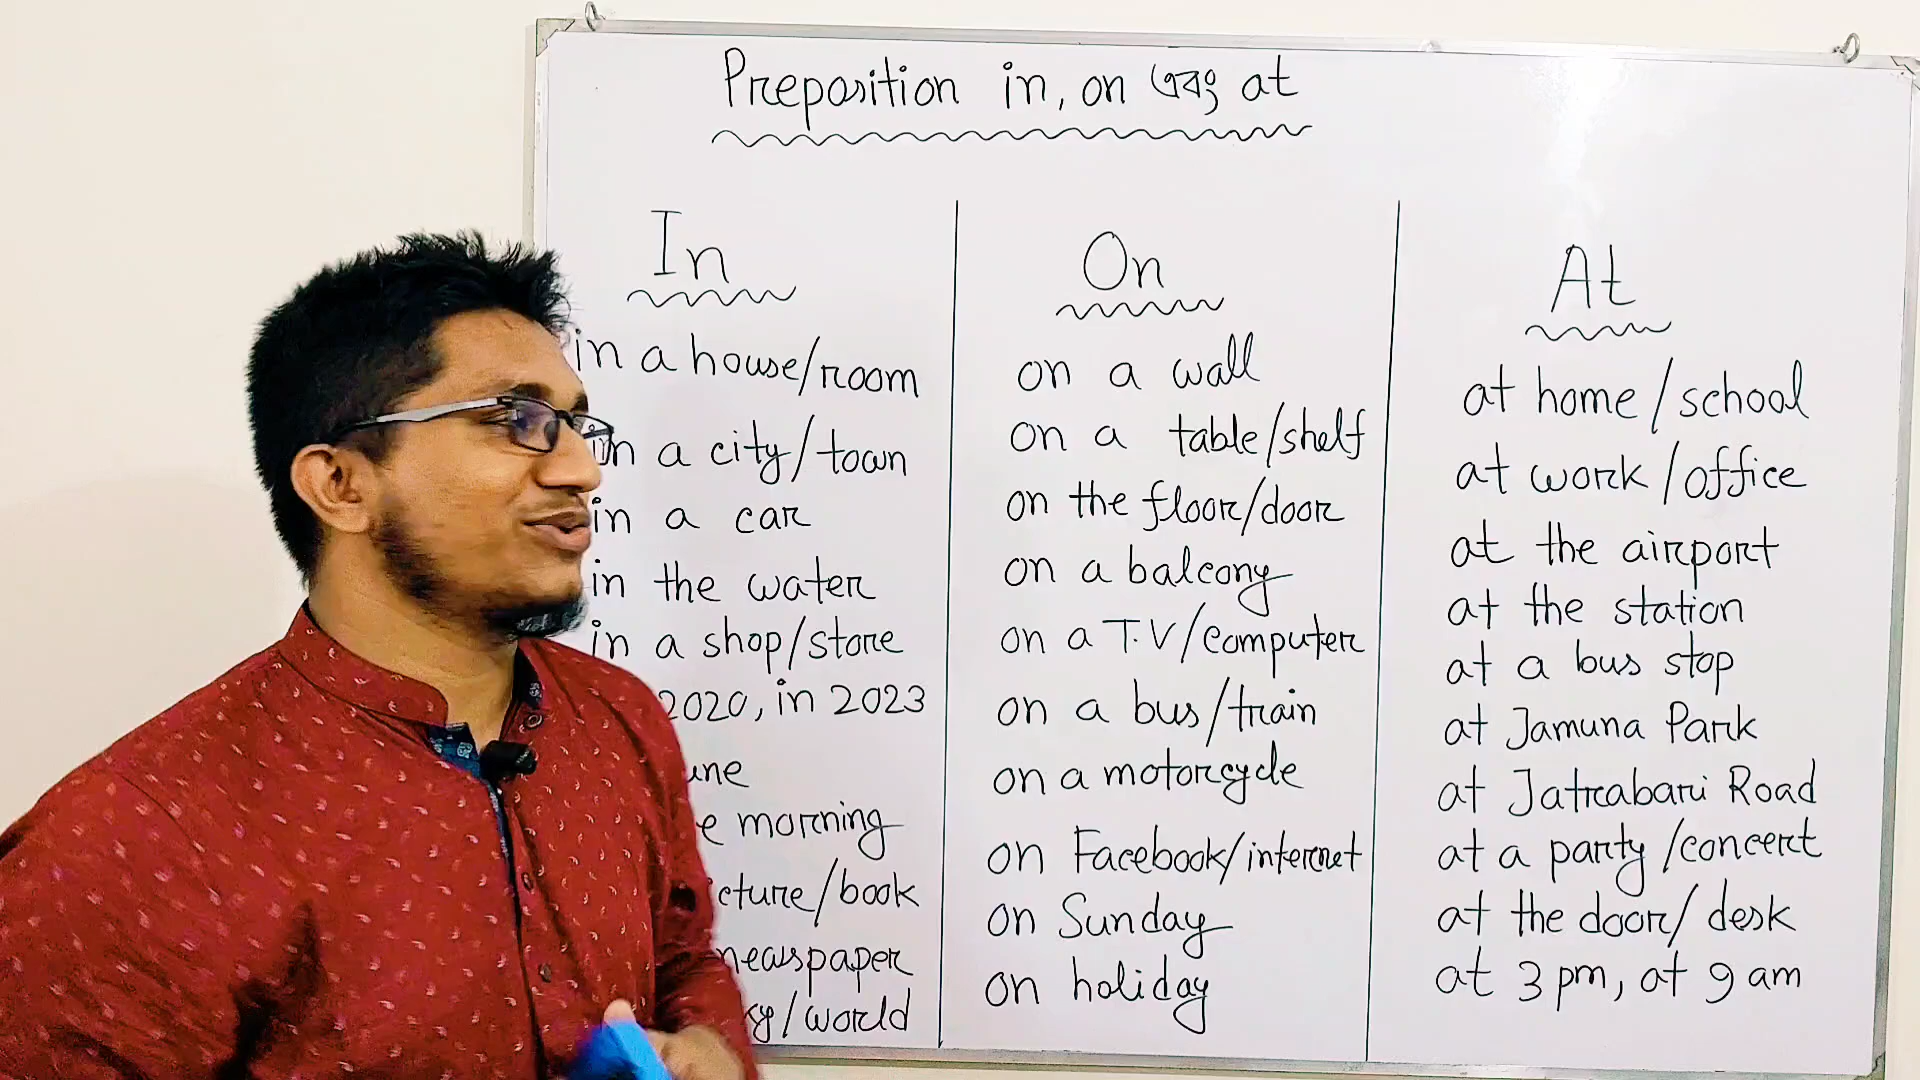 Preposition in, on এবং at
In
in a house/room
in a city/town
in a car
in the water
in a shop/store
2020, in 2023
morning
/book
newspaper
/world
On
on a wall
on a table/shelf
on the floor/door
on a balcony
on a T.V/computer
on a bus/train
on a motorcycle
on Facebook/internet
on Sunday
on holiday
At
at home/school
at work/office
at the airport
at the station
at a bus stop
at Jamuna Park
at Jatrabari Road
at a party/concert
at the door/desk
at 3 pm, at 9 am